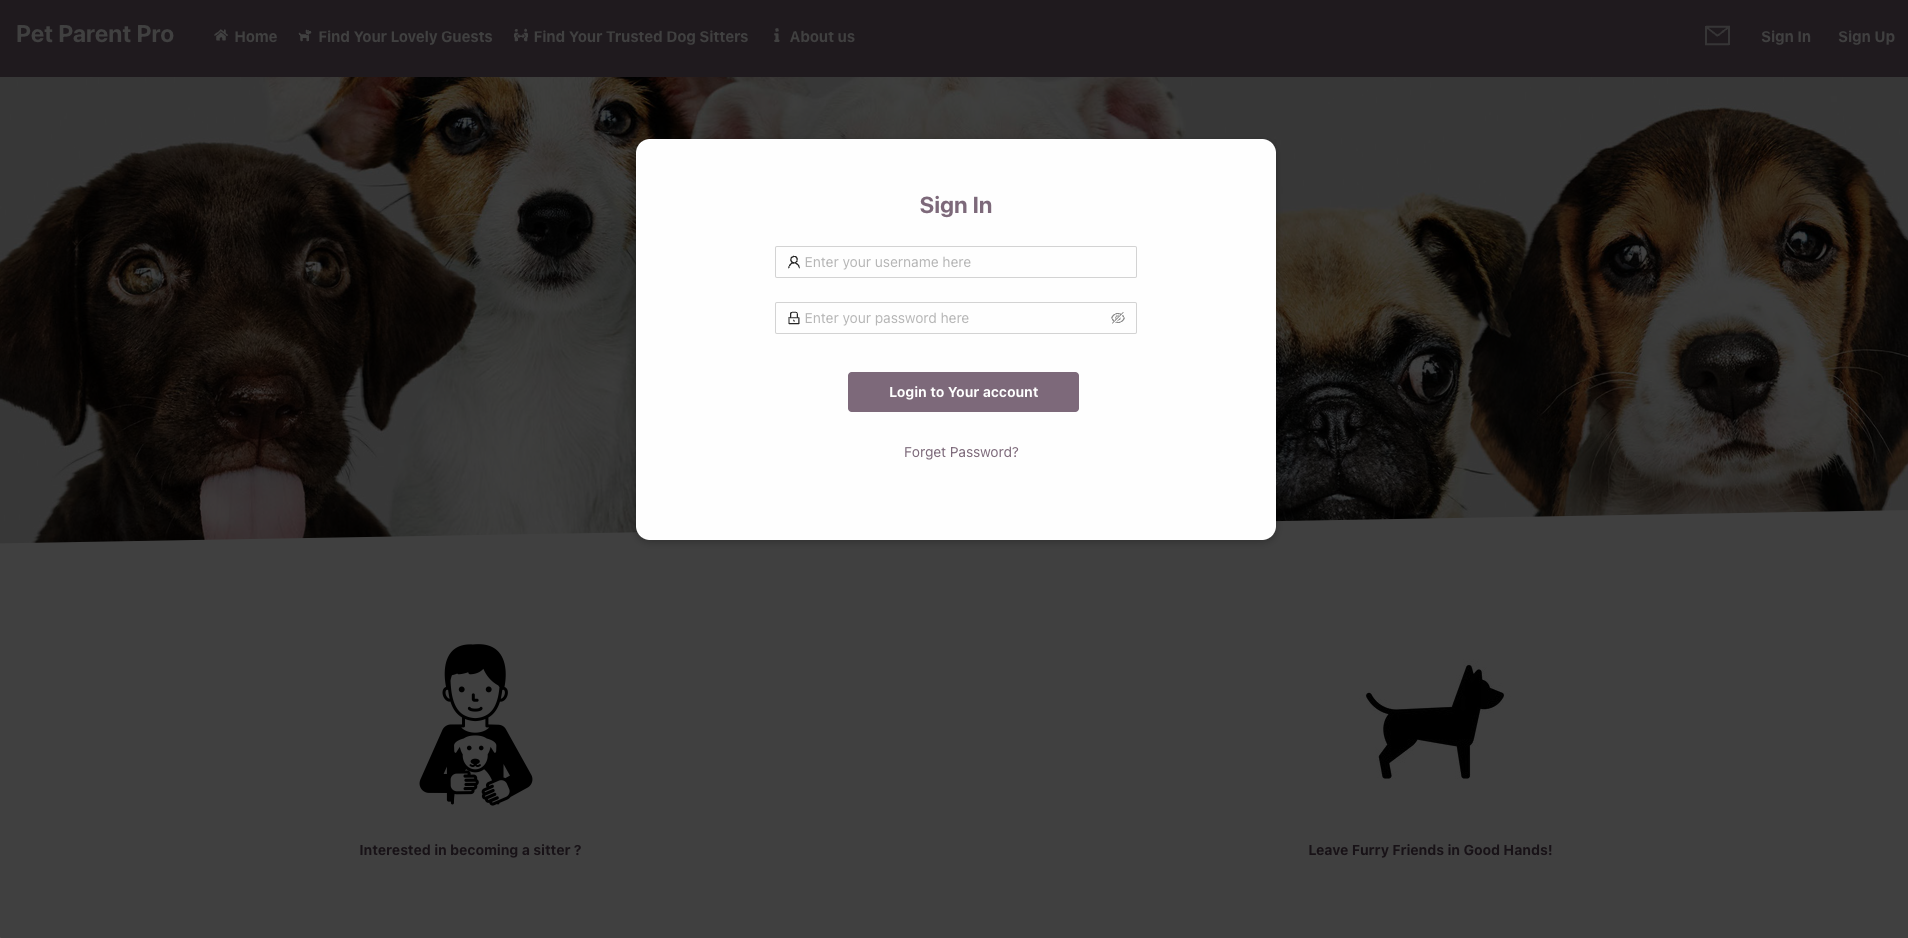 Pet Parent Pro
Home
Find Your Lovely Guests
Find Your Trusted Dog Sitters
About us
Sign In
Sign Up
Sign In
Enter your username here
Enter your password here
Login to Your account
Forget Password?
Interested in becoming a sitter ?
Leave Furry Friends in Good Hands!